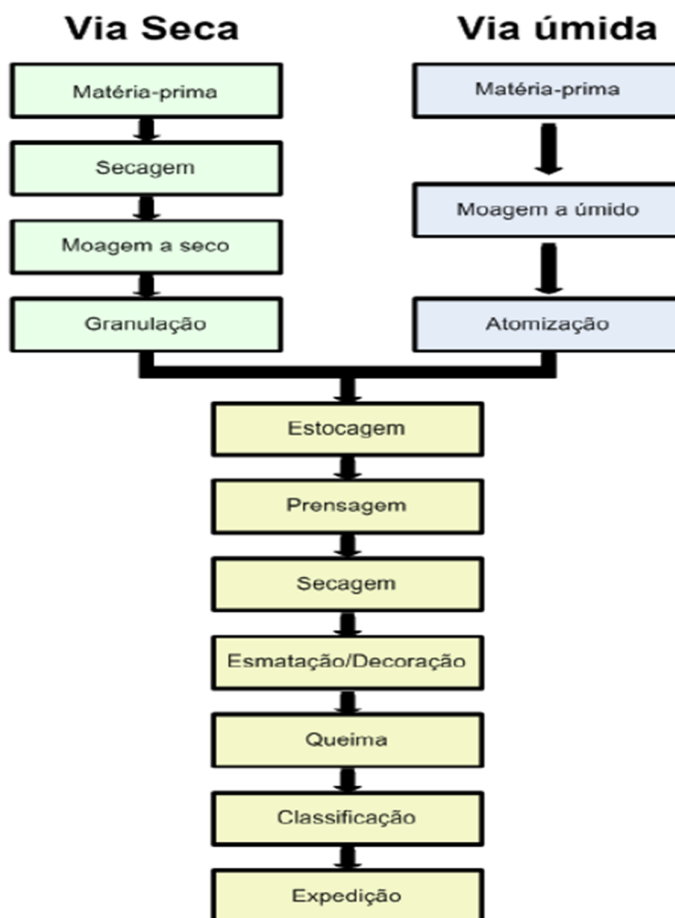 Via Seca
Matéria-prima
Secagem
Moagem a seco
Granulação
Via úmida
Matéria-prima
Moagem a úmido
Atomização
Estocagem
Prensagem
Secagem
Esmatação/Decoração
Queima
Classificação
Expedição